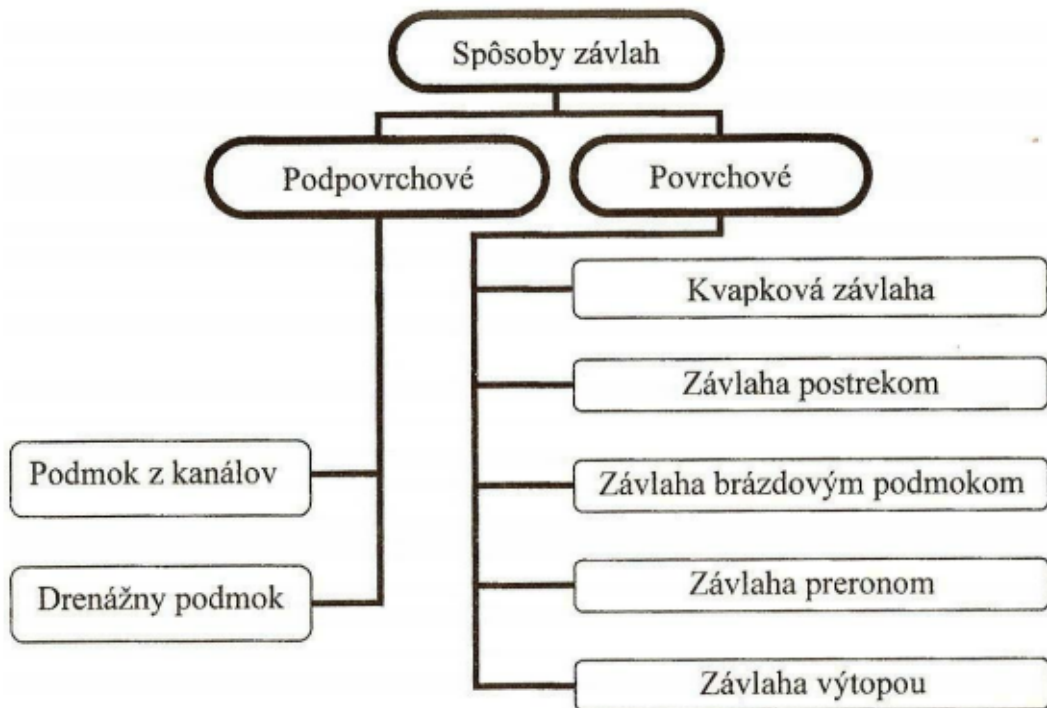 Spôsoby závlah
Podpovrchové
Povrchové
Kvapková závlaha
Závlaha postrekom
Podmok z kanálov
Závlaha brázdovým podmokom
Drenážny podmok
Závlaha preronom
Závlaha výtopou